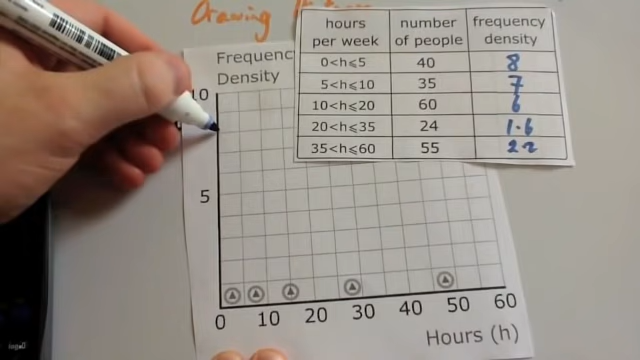 Drawing
hours per week number of people frequency density
0<h⩽5 40 8
5<h⩽10 35 7
10<h⩽20 60 6
20<h⩽35 24 1.6
35<h⩽60 55 2.2
Frequenc
Density
10
5
0 10 20 30 40 50 60
Hours (h)